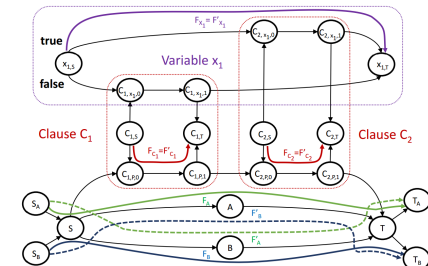 F_{x_1} = F'_{x_1}
true
C_{2,x_1,0}
C_{2,x_1,1}
x_{1,S}
Variable x_1
x_{1,T}
false
C_{1,x_1,0}
C_{1,x_1,1}
Clause C_1
C_{1,S}
C_{1,T}
C_{2,S}
C_{2,T}
Clause C_2
F_{C_1}=F'_{C_1}
F_{C_2}=F'_{C_2}
C_{1,P,0}
C_{1,P,1}
C_{2,P,0}
C_{2,P,1}
S_A
F_A
A
T_A
F'_B
S
T
F'_A
S_B
F_B
B
T_B